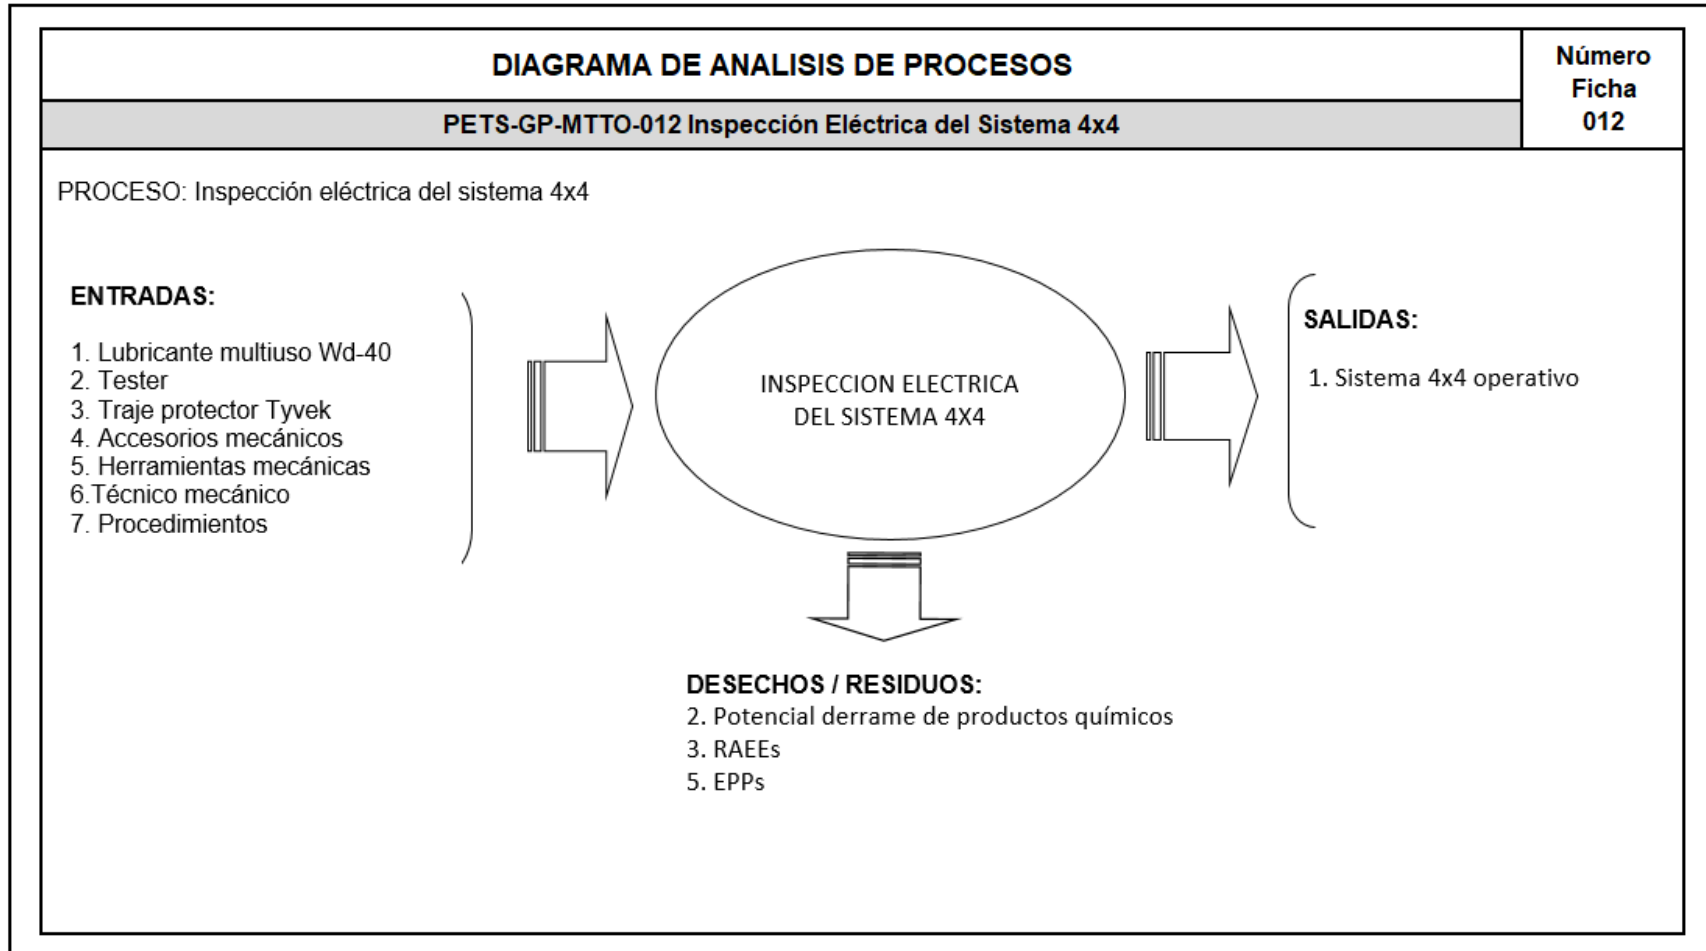 DIAGRAMA DE ANALISIS DE PROCESOS
Número
Ficha
012
PETS-GP-MTTO-012 Inspección Eléctrica del Sistema 4x4
PROCESO: Inspección eléctrica del sistema 4x4
ENTRADAS:
1. Lubricante multiuso Wd-40
2. Tester
3. Traje protector Tyvek
4. Accesorios mecánicos
5. Herramientas mecánicas
6.Técnico mecánico
7. Procedimientos
INSPECCION ELECTRICA
DEL SISTEMA 4X4
SALIDAS:
1. Sistema 4x4 operativo
DESECHOS / RESIDUOS:
2. Potencial derrame de productos químicos
3. RAEEs
5. EPPs